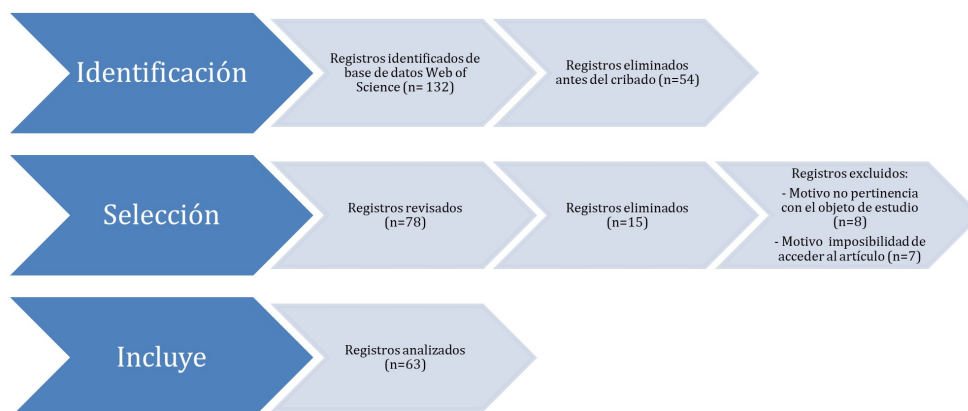 Identificación
Registros identificados de
base de datos Web of
Science (n= 132)
Registros eliminados
antes del cribado (n=54)
Selección
Registros revisados
(n=78)
Registros eliminados
(n=15)
Registros excluidos:
- Motivo no pertinencia
con el objeto de estudio
(n=8)
- Motivo imposibilidad de
acceder al artículo (n=7)
Incluye
Registros analizados
(n=63)